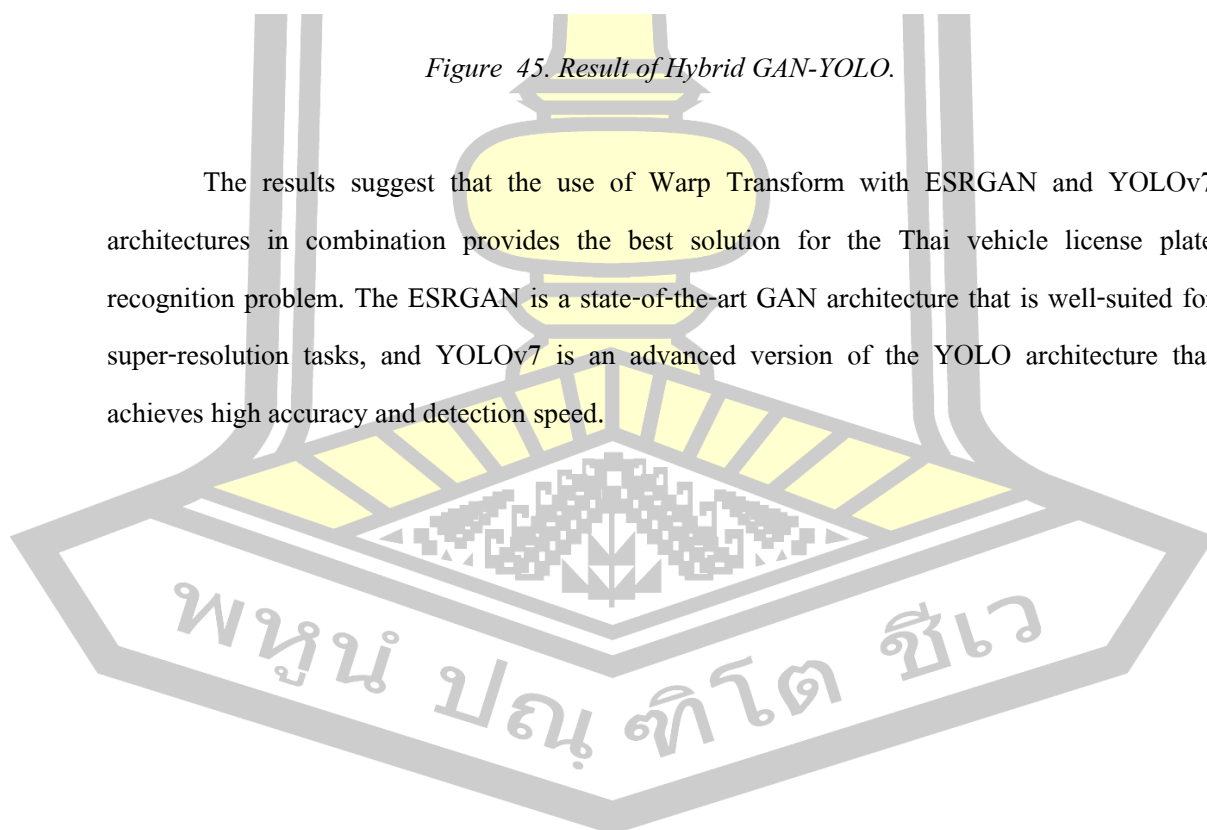 Figure 45. Result of Hybrid GAN-YOLO.
The results suggest that the use of Warp Transform with ESRGAN and YOLOv7
architectures in combination provides the best solution for the Thai vehicle license plate
recognition problem. The ESRGAN is a state-of-the-art GAN architecture that is well-suited for
super-resolution tasks, and YOLOv7 is an advanced version of the YOLO architecture that
achieves high accuracy and detection speed.
พหูนํ ปณฺ ฑิโต ชีเว